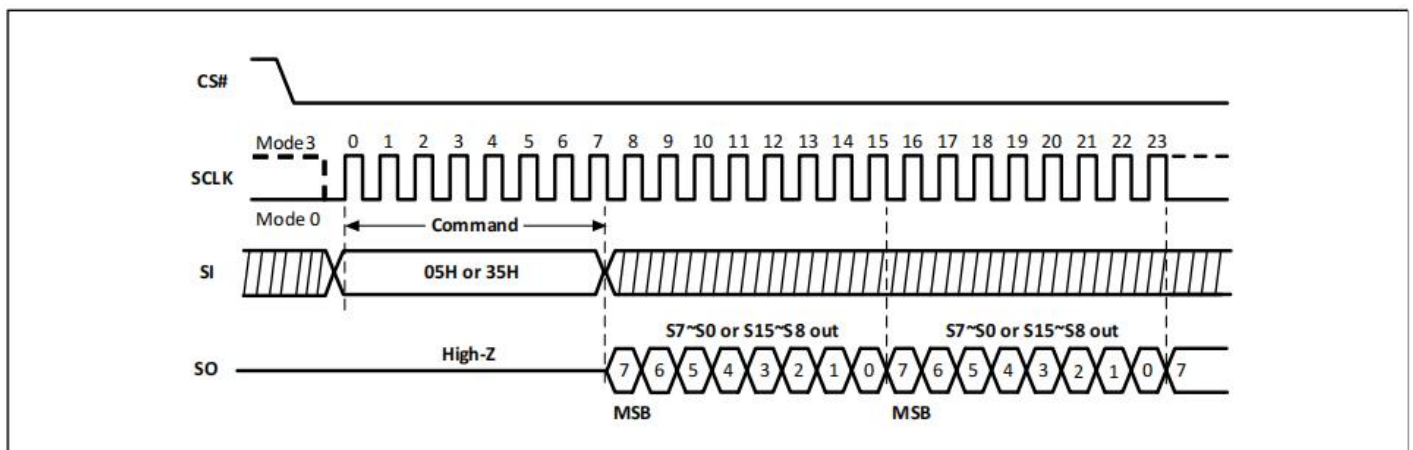 CS#
Mode3 0 1 2 3 4 5 6 7 8 9 10 11 12 13 14 15 16 17 18 19 20 21 22 23
SCLK
Mode 0 Command
SI 05H or 35H
S7~S0 or S15~S8 out S7~S0 or S15~S8 out
High-Z
SO 7 6 5 4 3 2 1 0 7 6 5 4 3 2 1 0 7
MSB MSB